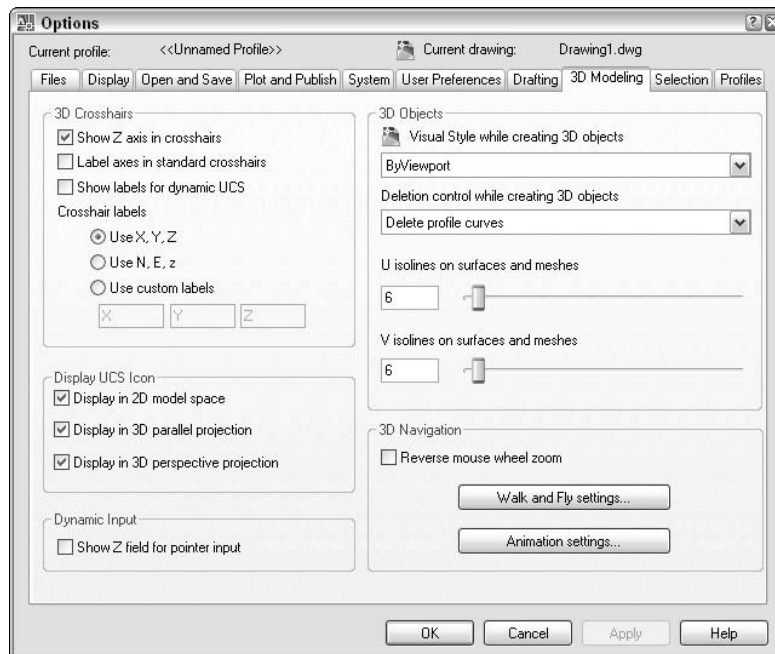 Options
Current profile: <<Unnamed Profile>> Current drawing: Drawing1.dwg
Files Display Open and Save Plot and Publish System User Preferences Drafting 3D Modeling Selection Profiles
3D Crosshairs
Show Z axis in crosshairs
Label axes in standard crosshairs
Show labels for dynamic UCS
Crosshair labels
Use X, Y, Z
Use N, E, z
Use custom labels
X Y Z
Display UCS Icon
Display in 2D model space
Display in 3D parallel projection
Display in 3D perspective projection
Dynamic Input
Show Z field for pointer input
3D Objects
Visual Style while creating 3D objects
ByViewport
Deletion control while creating 3D objects
Delete profile curves
U isolines on surfaces and meshes
6
V isolines on surfaces and meshes
6
3D Navigation
Reverse mouse wheel zoom
Walk and Fly settings...
Animation settings...
OK Cancel Apply Help